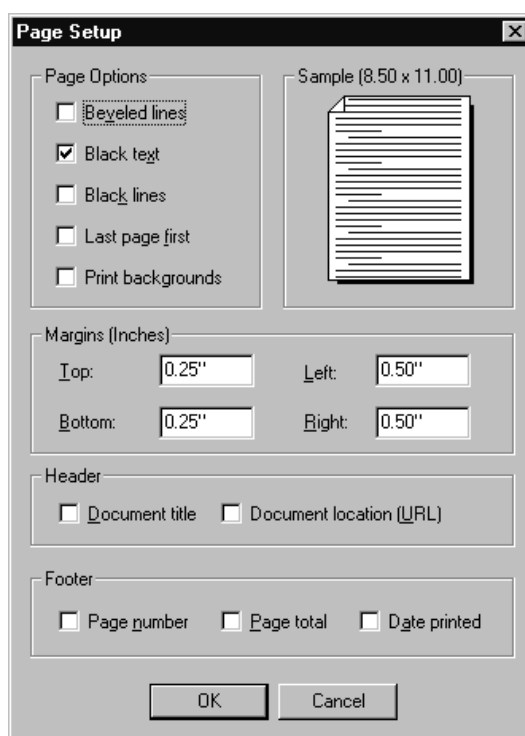 Page Setup
Page Options
Beveled lines
Black text
Black lines
Last page first
Print backgrounds
Sample (8.50 x 11.00)
Margins (Inches)
Top: 0.25" Left: 0.50"
Bottom: 0.25" Right: 0.50"
Header
Document title Document location (URL)
Footer
Page number Page total Date printed
OK Cancel